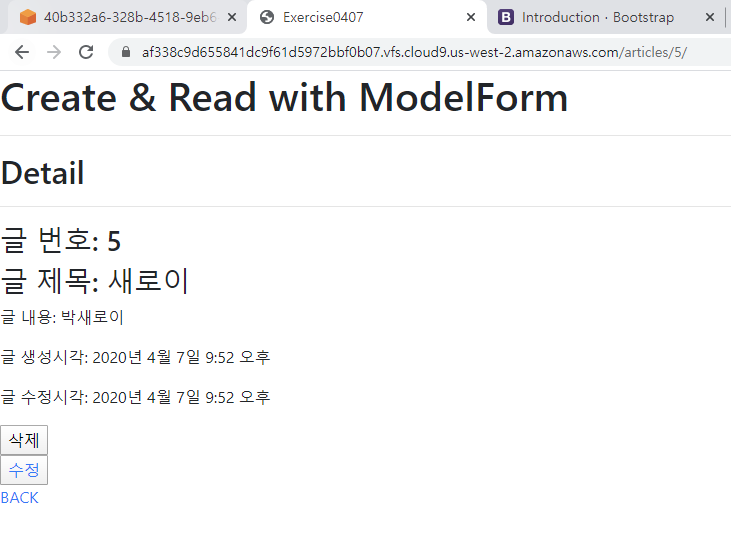 40b332a6-328b-4518-9eb6
Exercise0407
Introduction · Bootstrap
af338c9d655841dc9f61d5972bbf0b07.vfs.cloud9.us-west-2.amazonaws.com/articles/5/
Create & Read with ModelForm
Detail
글 번호: 5
글 제목: 새로이
글 내용: 박새로이
글 생성시각: 2020년 4월 7일 9:52 오후
글 수정시각: 2020년 4월 7일 9:52 오후
삭제
수정
BACK